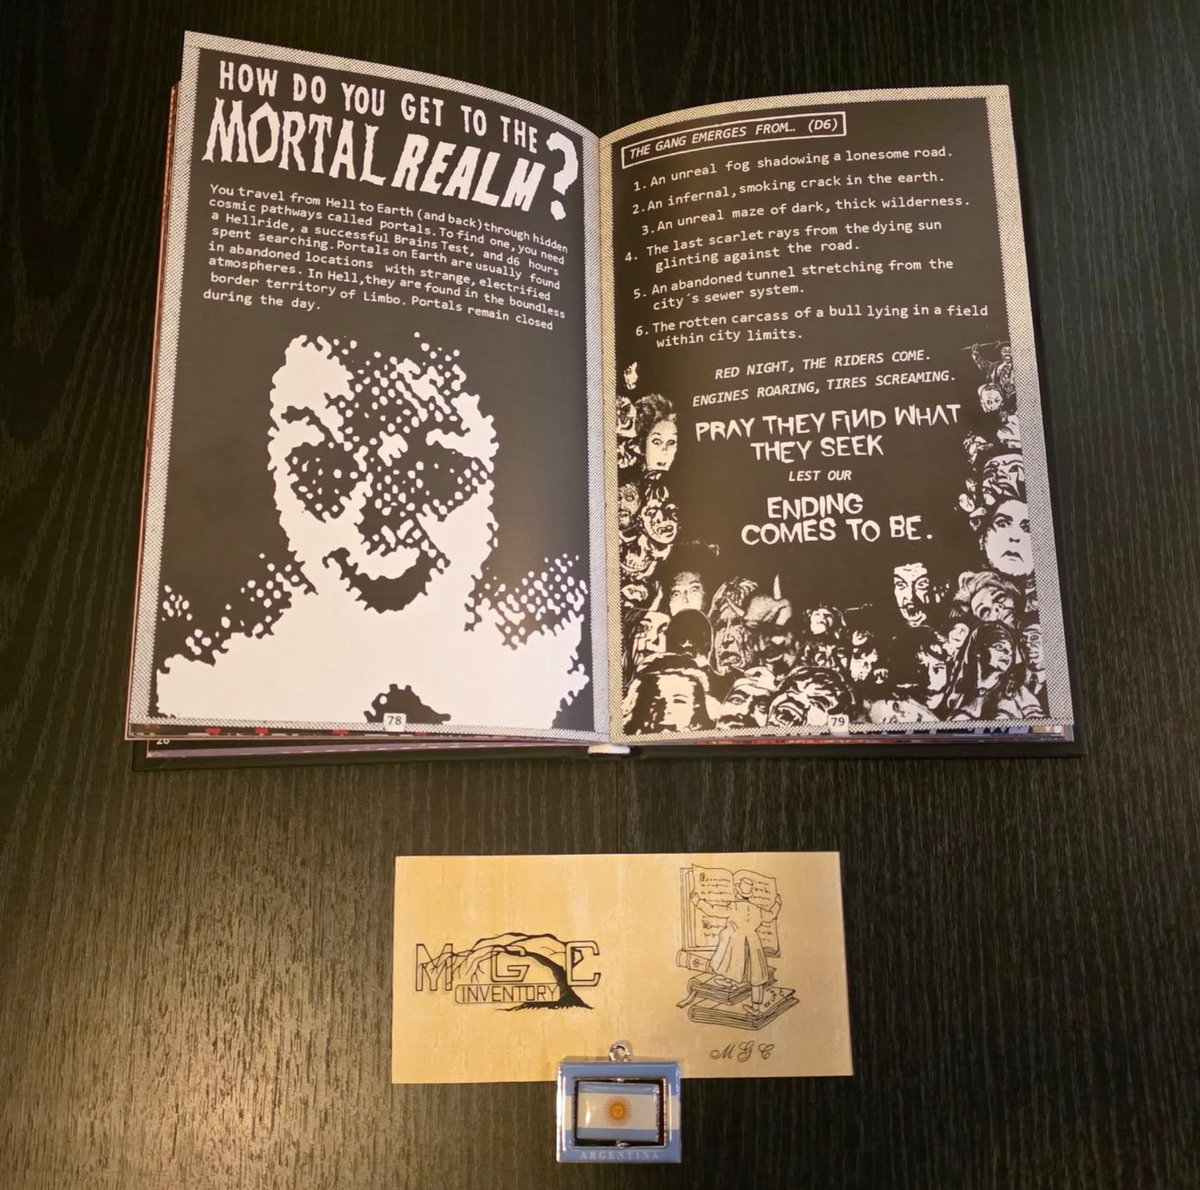 HOW DO YOU GET TO THE
MORTAL REALM?
You travel from Hell to Earth (and back)through hidden
cosmic pathways called portals. To find one, you need
a Hellride, a successful Brains Test, and d6 hours
spent searching. Portals on Earth are usually found
in abandoned locations with strange, electrified
atmospheres. In Hell,they are found in the boundless
border territory of Limbo. Portals remain closed
during the day.
78
THE GANG EMERGES FROM… (D6)
1. An unreal fog shadowing a lonesome road.
2. An infernal, smoking crack in the earth.
3. An unreal maze of dark, thick wilderness.
4. The last scarlet rays from the dying sun
glinting against the road.
5. An abandoned tunnel stretching from the
city´s sewer system.
6. The rotten carcass of a bull lying in a field
within city limits.
RED NIGHT, THE RIDERS COME.
ENGINES ROARING, TIRES SCREAMING.
PRAY THEY FIND WHAT
THEY SEEK
LEST OUR
ENDING
COMES TO BE.
79
MGC
INVENTORY
MGC
ARGENTINA